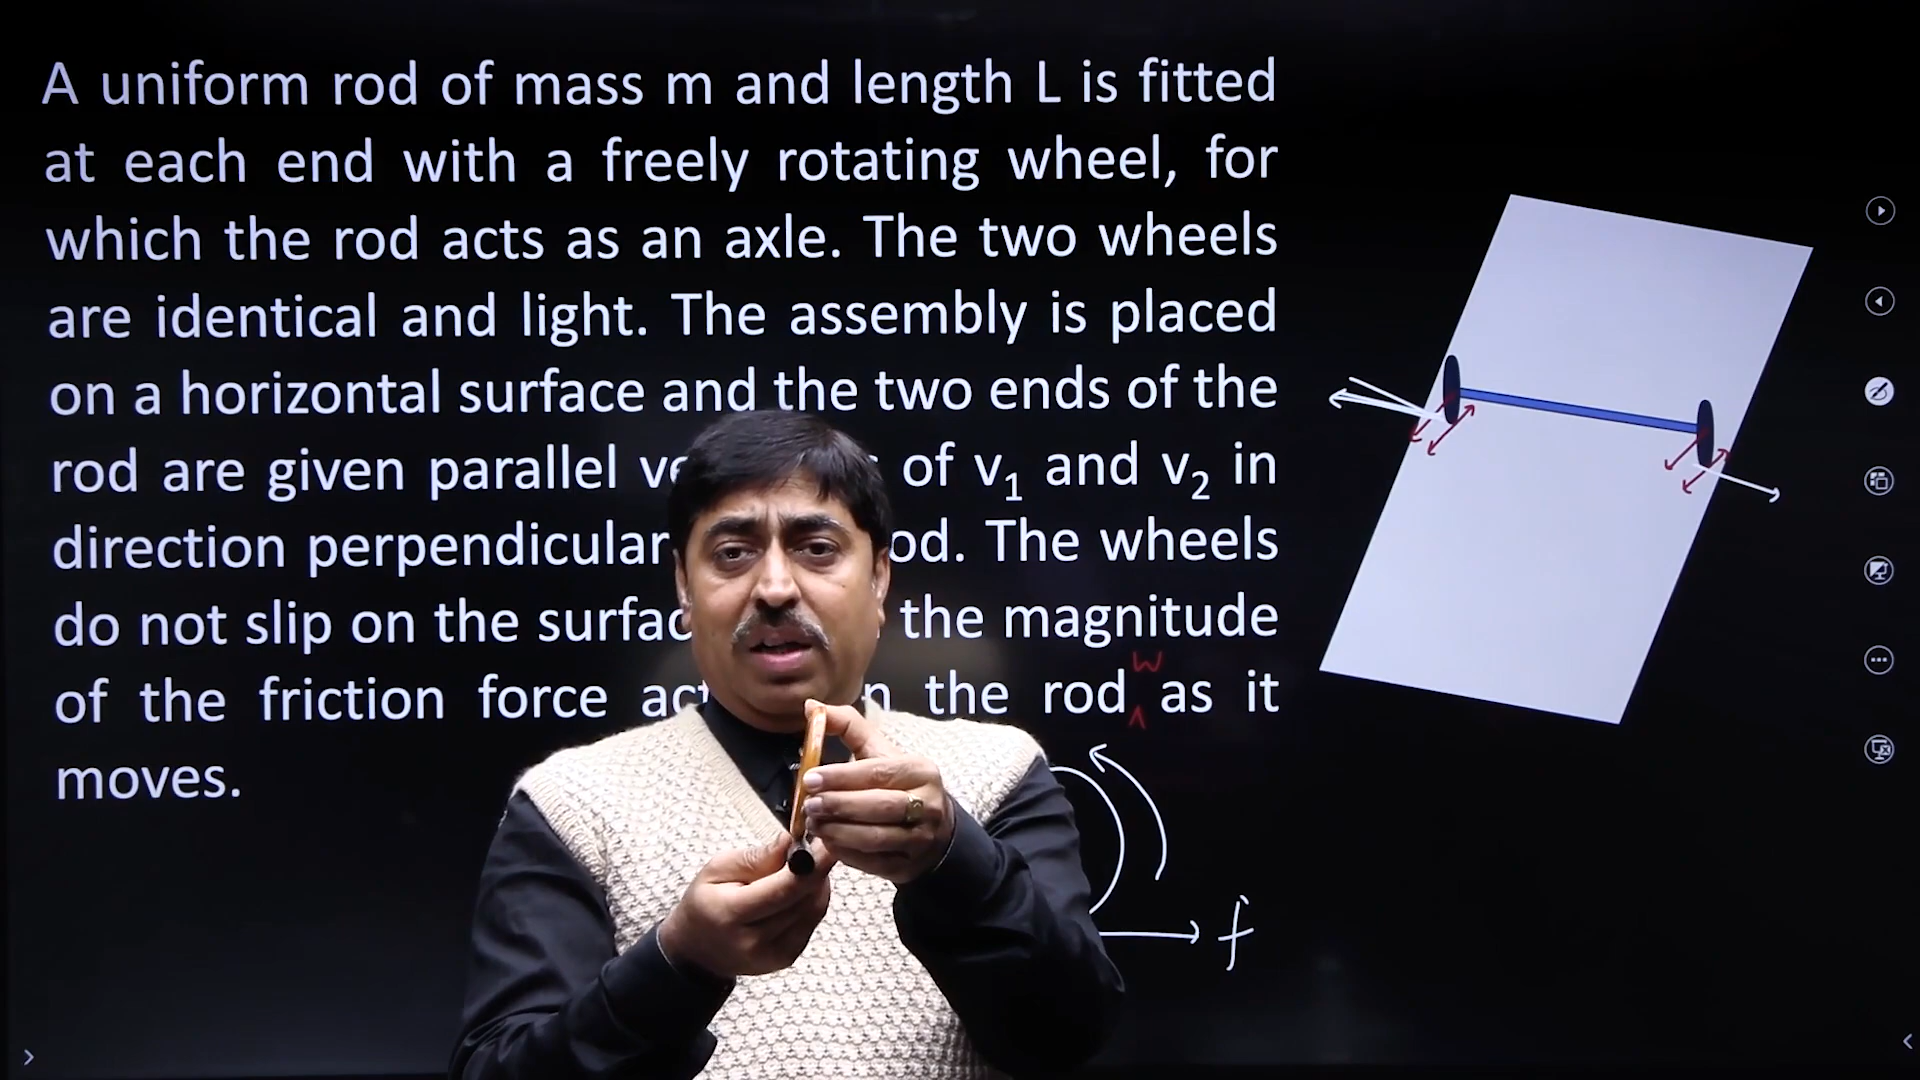 A uniform rod of mass m and length L is fitted
at each end with a freely rotating wheel, for
which the rod acts as an axle. The two wheels
are identical and light. The assembly is placed
on a horizontal surface and the two ends of the
rod are given parallel of v₁ and v₂ in
direction perpendicular The wheels
do not slip on the the magnitude
w
of the friction force the rod ^ as it
moves.
f